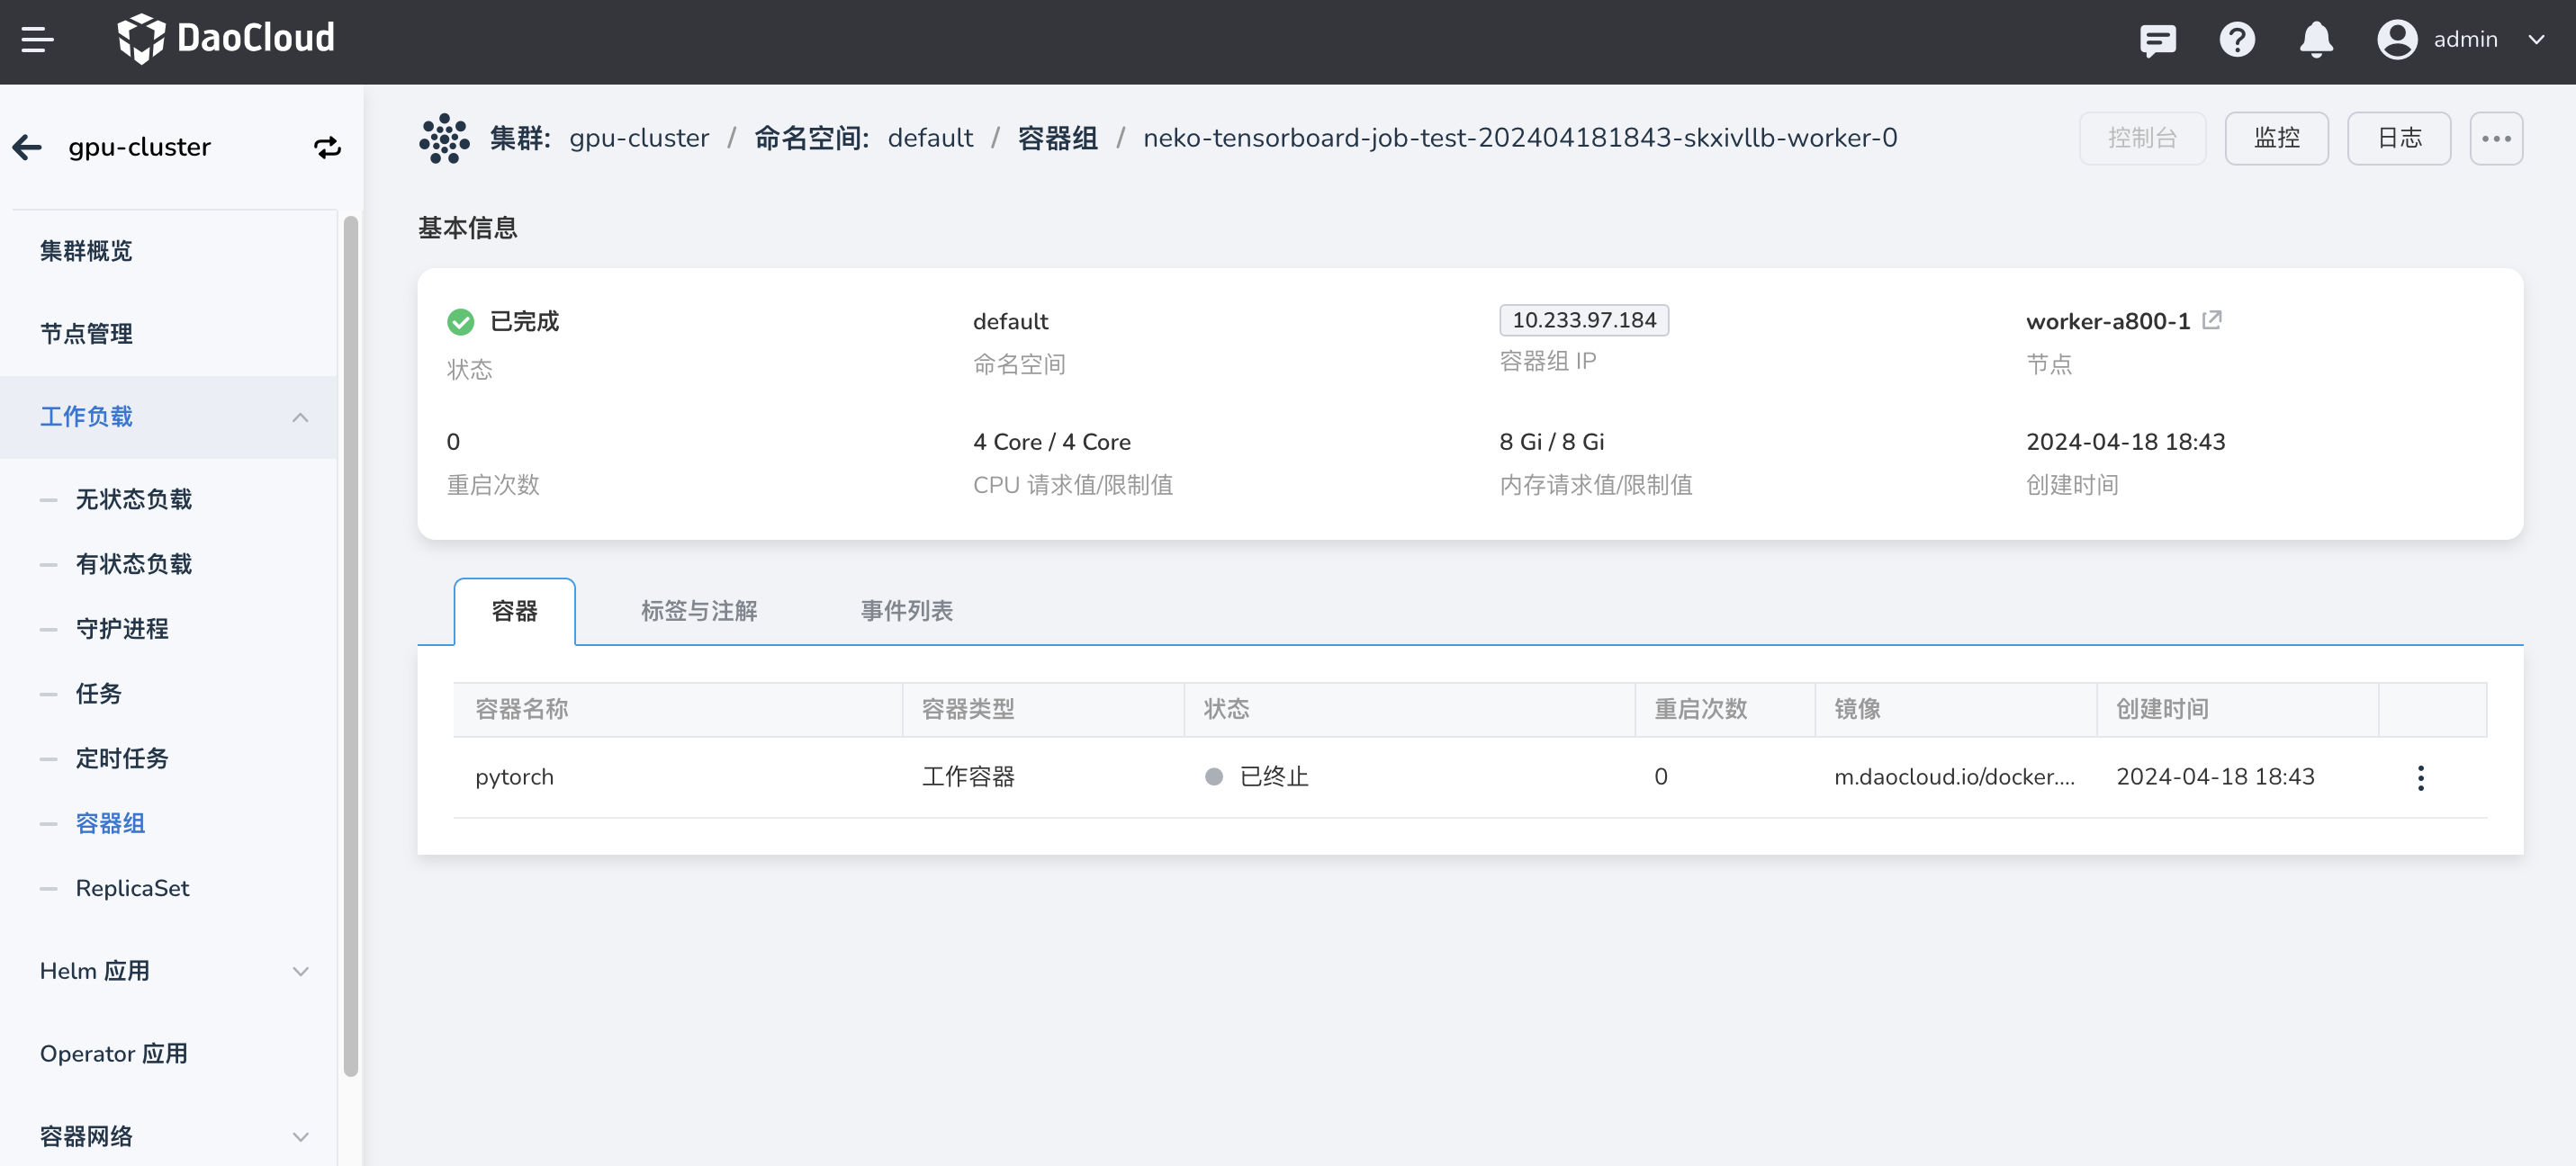 DaoCloud
admin
gpu-cluster
集群: gpu-cluster / 命名空间: default / 容器组 / neko-tensorboard-job-test-202404181843-skxivllb-worker-0
控制台
监控
日志
集群概览
节点管理
工作负载
无状态负载
有状态负载
守护进程
任务
定时任务
容器组
ReplicaSet
Helm 应用
Operator 应用
容器网络
基本信息
已完成
状态
default
命名空间
10.233.97.184
容器组 IP
worker-a800-1
节点
0
重启次数
4 Core / 4 Core
CPU 请求值/限制值
8 Gi / 8 Gi
内存请求值/限制值
2024-04-18 18:43
创建时间
容器 标签与注解 事件列表
容器名称 容器类型 状态 重启次数 镜像 创建时间
pytorch 工作容器 已终止 0 m.daocloud.io/docker.... 2024-04-18 18:43